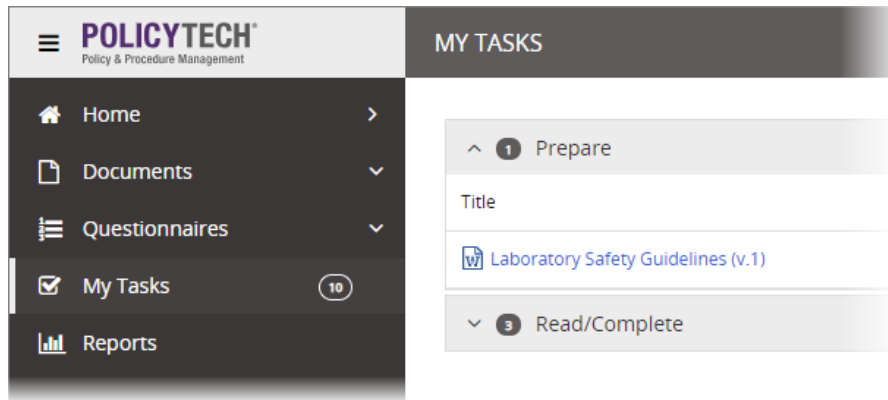 POLICYTECH®
Policy & Procedure Management
Home
Documents
Questionnaires
My Tasks 10
Reports
MY TASKS
1 Prepare
Title
Laboratory Safety Guidelines (v.1)
3 Read/Complete